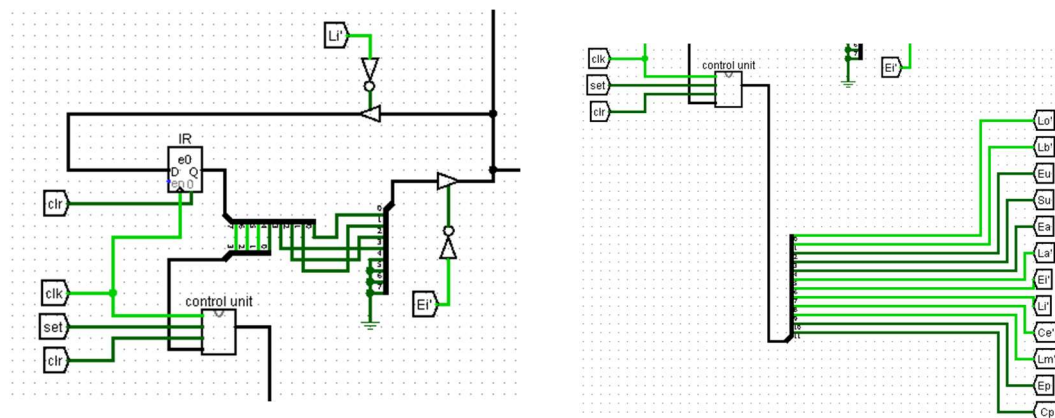 Li'
IR
e0
D Q
en 0
clr
clk
control unit
set
clr
Ei'
clk
control unit
set
clr
Ei'
Lo'
Lb'
Eu
Su
Ea
La'
Ei'
Li'
Ce'
Lm'
Ep
Cp